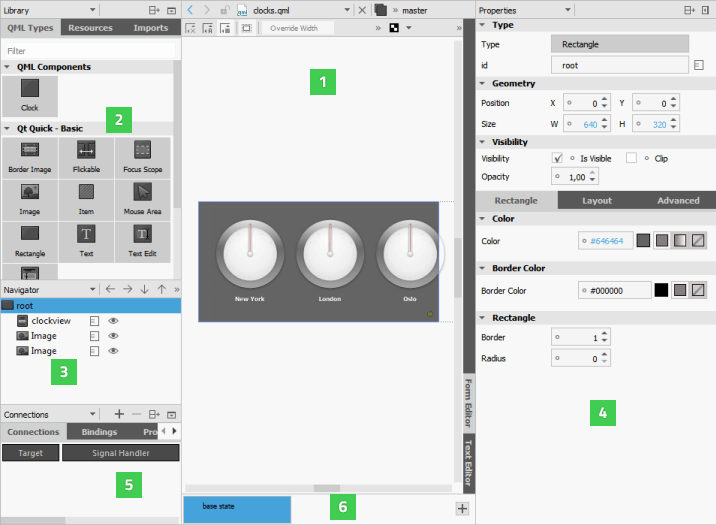 Library
clocks.qml
» master
Properties
QML Types
Resources
Imports
Override Width
»
»
Filter
QML Components
Clock
Qt Quick - Basic
Border Image
Flickable
Focus Scope
Image
Item
Mouse Area
Rectangle
Text
Text Edit
Navigator
»
root
clockview
Image
Image
Connections
Connections
Bindings
Pro
Target
Signal Handler
New York
London
Oslo
Form Editor
Text Editor
base state
Type
Type
Rectangle
id
root
Geometry
Position
X
0
Y
0
Size
W
640
H
320
Visibility
Visibility
Is Visible
Clip
Opacity
1,00
Rectangle
Layout
Advanced
Color
Color
#646464
Border Color
Border Color
#000000
Rectangle
Border
1
Radius
0
1
2
3
4
5
6